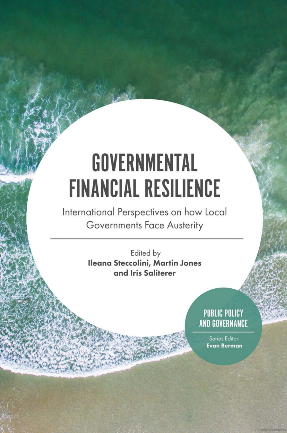 GOVERNMENTAL
FINANCIAL RESILIENCE
International Perspectives on how Local
Governments Face Austerity
Edited by
Ileana Steccolini, Martin Jones
and Iris Saliterer
PUBLIC POLICY
AND GOVERNANCE
Series Editor
Evan Berman